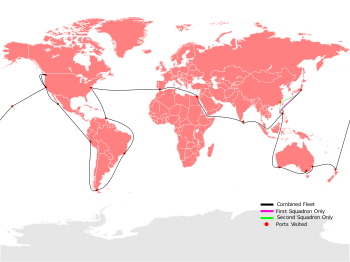 Combined Fleet
First Squadron Only
Second Squadron Only
Ports Visited